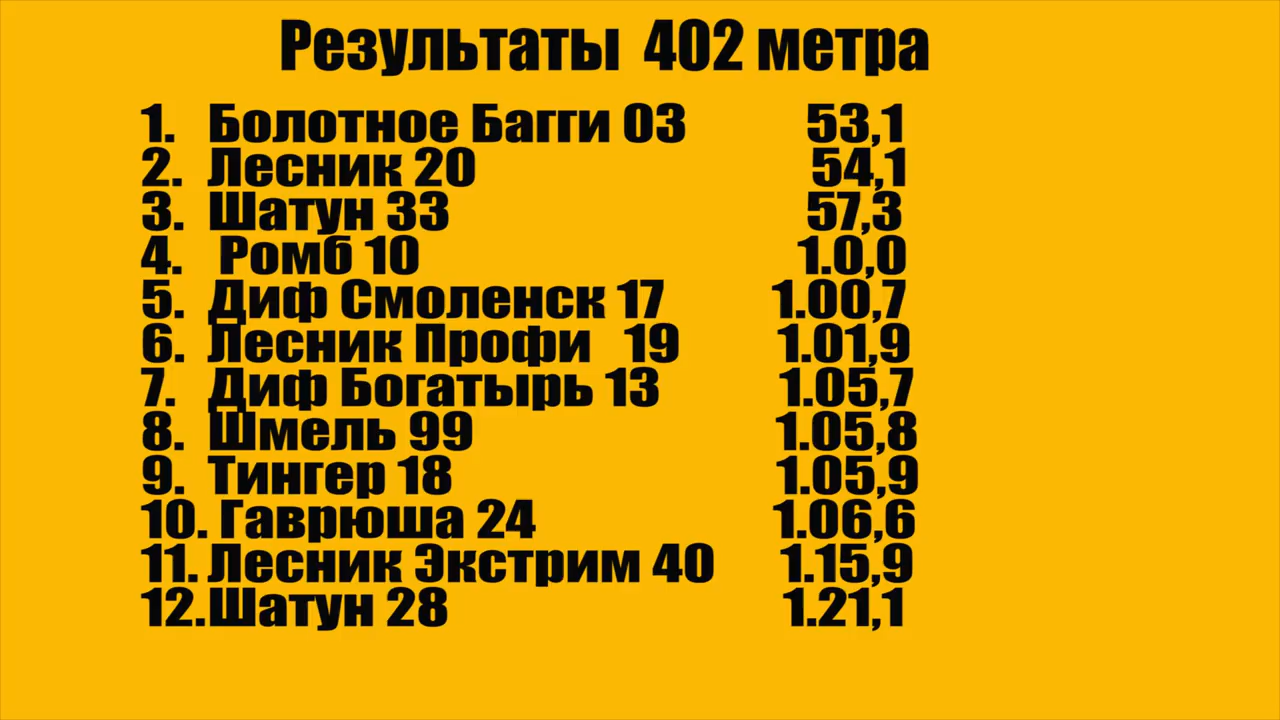 Результаты 402 метра
1. Болотное Багги 03 53,1
2. Лесник 20 54,1
3. Шатун 33 57,3
4. Ромб 10 1.0,0
5. Диф Смоленск 17 1.00,7
6. Лесник Профи 19 1.01,9
7. Диф Богатырь 13 1.05,7
8. Шмель 99 1.05,8
9. Тингер 18 1.05,9
10. Гаврюша 24 1.06,6
11. Лесник Экстрим 40 1.15,9
12.Шатун 28 1.21,1